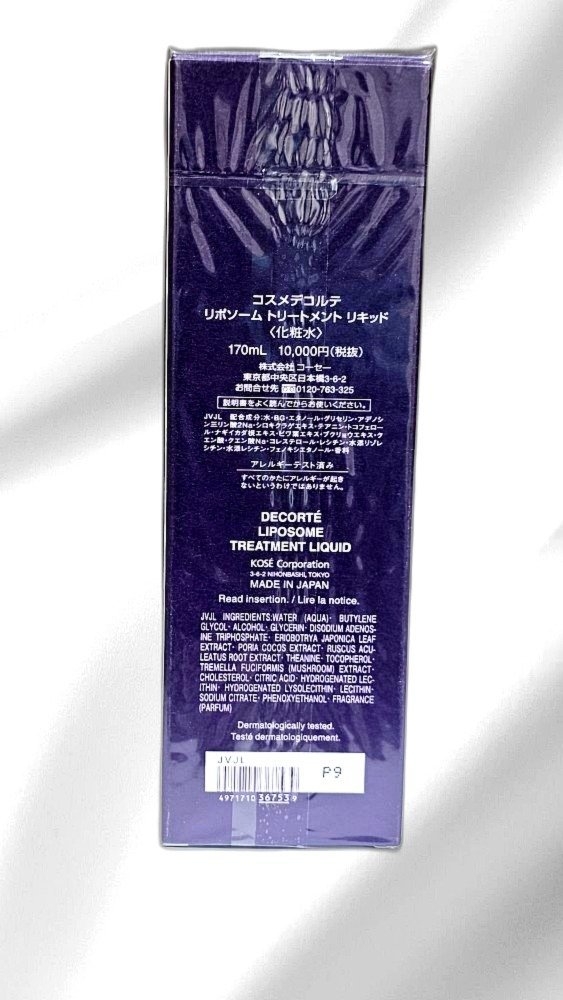 コスメデコルテ
リポソーム トリートメント リキッド
〈化粧水〉
170mL 10,000円(税抜)
株式会社 コーセー
東京都中央区日本橋3-6-2
お問合せ先 0120-763-325
説明書をよく読んでからお使いください。
JVJL 配合成分:水・BG・エタノール・グリセリン・アデノシ
ン三リン酸2Na・シロキクラゲエキス・テアニン・トコフェロー
ル・ナギイカダ根エキス・ビワ葉エキス・ブクリョウエキス・ク
エン酸・クエン酸Na・コレステロール・レシチン・水添リゾレ
シチン・水添レシチン・フェノキシエタノール・香料
アレルギーテスト済み
すべてのかたにアレルギーが起き
ないというわけではありません。
DECORTÉ
LIPOSOME
TREATMENT LIQUID
KOSÉ Corporation
3-6-2 NIHONBASHI, TOKYO
MADE IN JAPAN
Read insertion. / Lire la notice.
JVJL INGREDIENTS:WATER (AQUA)· BUTYLENE
GLYCOL· ALCOHOL· GLYCERIN· DISODIUM ADENOS-
INE TRIPHOSPHATE· ERIOBOTRYA JAPONICA LEAF
EXTRACT· PORIA COCOS EXTRACT· RUSCUS ACU-
LEATUS ROOT EXTRACT· THEANINE· TOCOPHEROL·
TREMELLA FUCIFORMIS (MUSHROOM) EXTRACT·
CHOLESTEROL· CITRIC ACID· HYDROGENATED LEC-
ITHIN· HYDROGENATED LYSOLECITHIN· LECITHIN·
SODIUM CITRATE· PHENOXYETHANOL· FRAGRANCE
(PARFUM)
Dermatologically tested.
Testé dermatologiquement.
JVJL
P9
4971710 367539